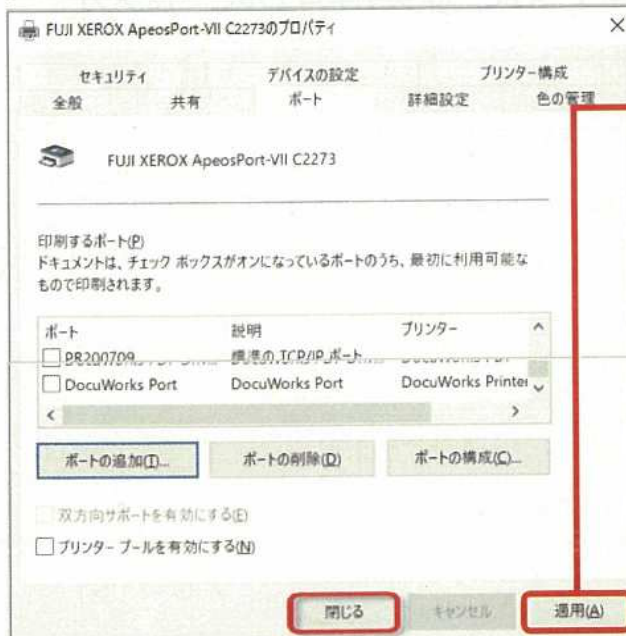 FUJI XEROX ApeosPort-VII C2273のプロパティ
セキュリティ デバイスの設定 プリンター構成
全般 共有 ポート 詳細設定 色の管理
FUJI XEROX ApeosPort-VII C2273
印刷するポート(P)
ドキュメントは、チェック ボックスがオンになっているポートのうち、最初に利用可能な
もので印刷されます。
ポート 説明 プリンター
PR200709 標準の TCP/IP ポート
DocuWorks Port DocuWorks Port DocuWorks Printer
ポートの追加(T)... ポートの削除(D) ポートの構成(C)...
双方向サポートを有効にする(E)
プリンター プールを有効にする(N)
閉じる キャンセル 適用(A)